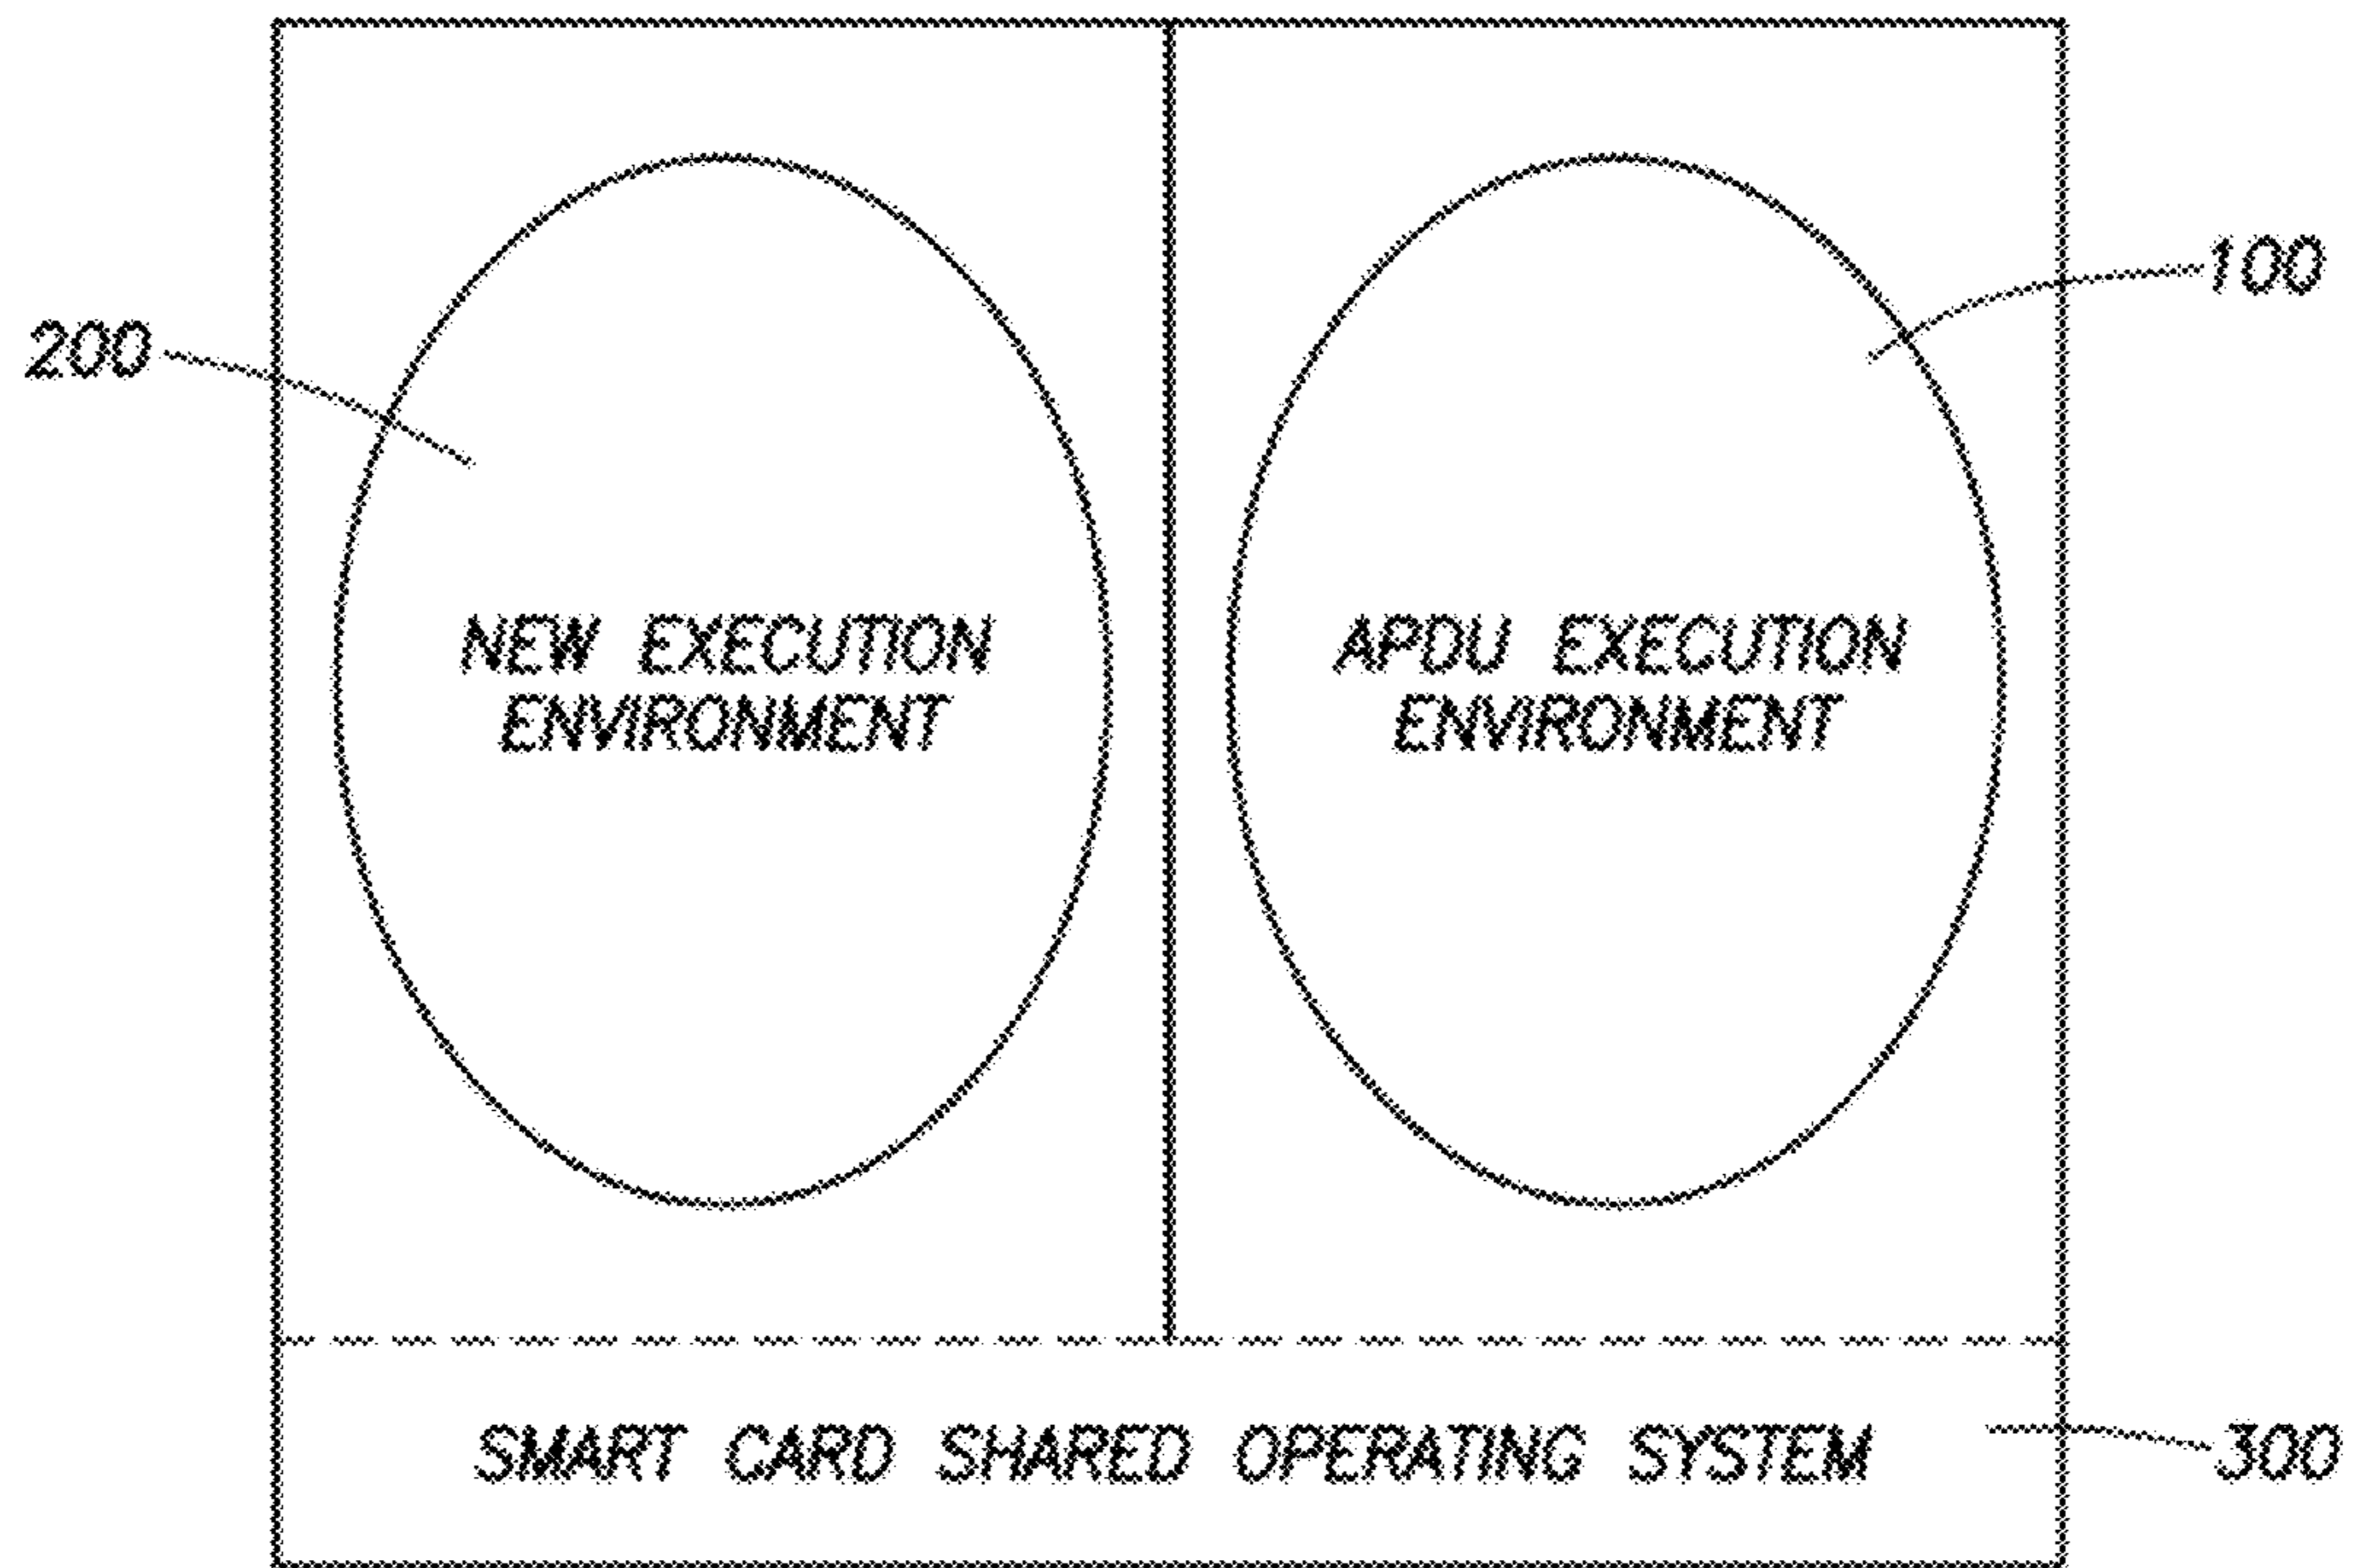 100
200
NEW EXECUTION
ENVIRONMENT
APDU EXECUTION
ENVIRONMENT
SMART CARD SHARED OPERATING SYSTEM
300